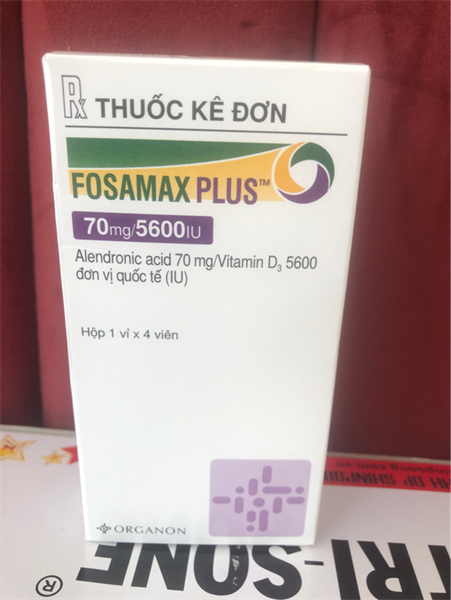 Rx THUỐC KÊ ĐƠN
FOSAMAX PLUS™
70mg/5600IU
Alendronic acid 70 mg/Vitamin D₃ 5600
đơn vị quốc tế (IU)
Hộp 1 vỉ x 4 viên
ORGANON
TRI-SONE
®